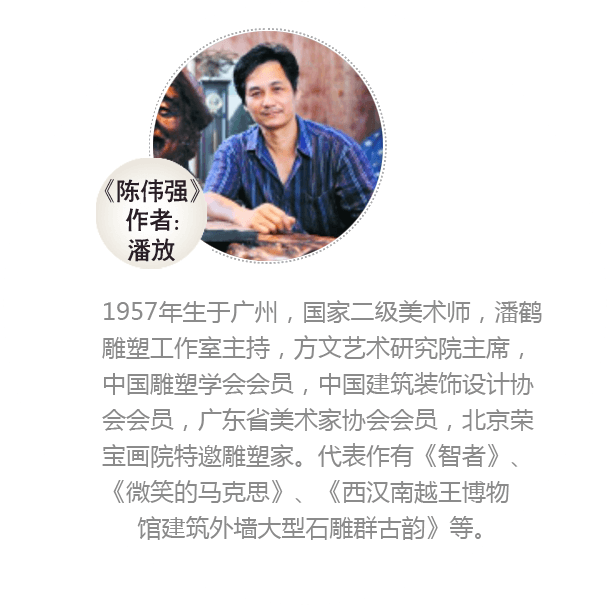 《陈伟强》
作者:
潘放
1957年生于广州，国家二级美术师，潘鹤
雕塑工作室主持，方文艺术研究院主席，
中国雕塑学会会员，中国建筑装饰设计协
会会员，广东省美术家协会会员，北京荣
宝画院特邀雕塑家。代表作有《智者》、
《微笑的马克思》、《西汉南越王博物
馆建筑外墙大型石雕群古韵》等。